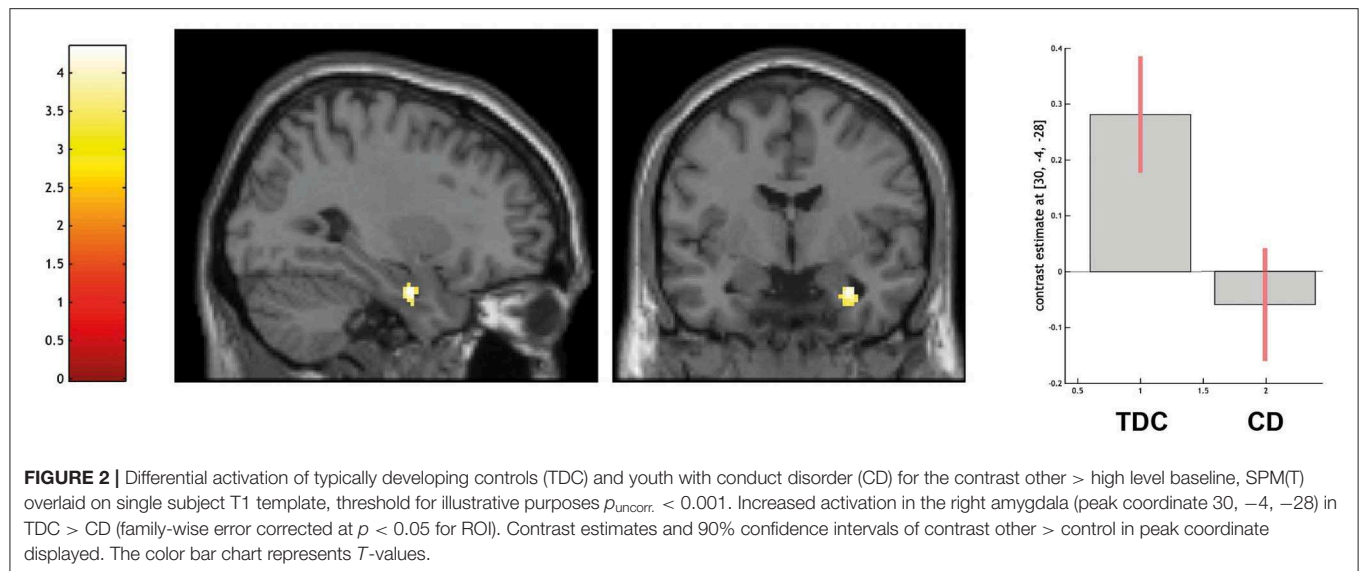 4
3.5
3
2.5
2
1.5
1
0.5
0
contrast estimate at [30, -4, -28]
0.4
0.3
0.2
0.1
0
-0.1
-0.2
0.5
1
1.5
2
TDC
CD
FIGURE 2 | Differential activation of typically developing controls (TDC) and youth with conduct disorder (CD) for the contrast other > high level baseline, SPM(T)
overlaid on single subject T1 template, threshold for illustrative purposes puncorr. < 0.001. Increased activation in the right amygdala (peak coordinate 30, −4, −28) in
TDC > CD (family-wise error corrected at p < 0.05 for ROI). Contrast estimates and 90% confidence intervals of contrast other > control in peak coordinate
displayed. The color bar chart represents T-values.